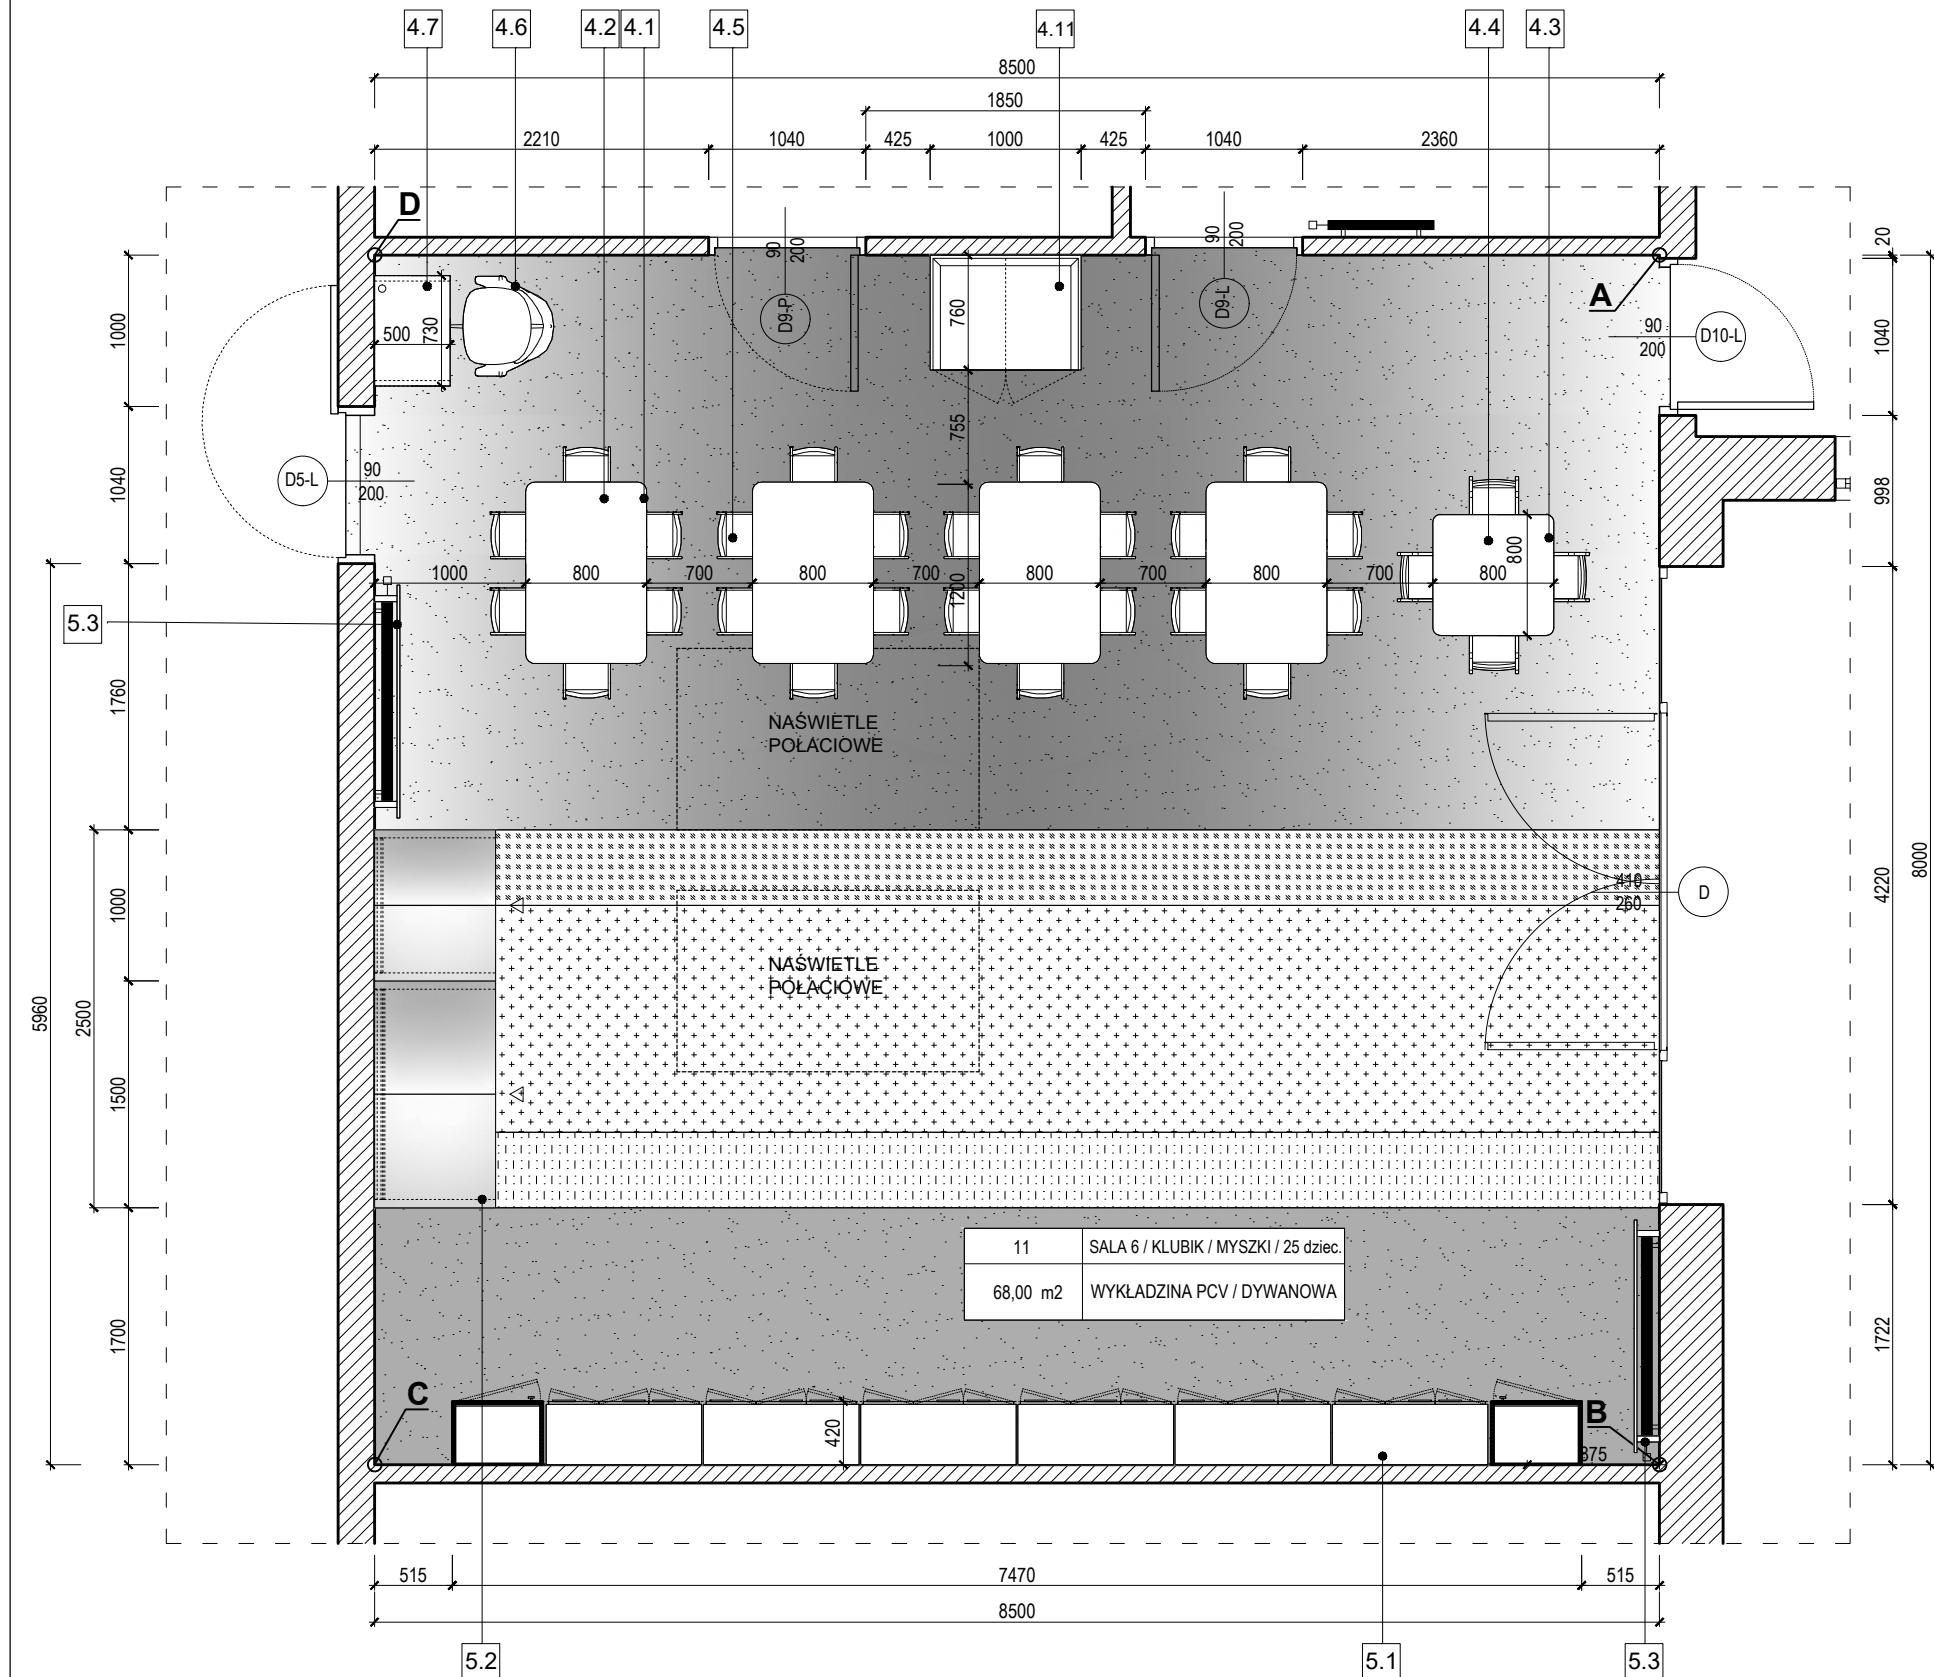 4.7 4.6 4.2 4.1 4.5 4.11 4.4 4.3
8500
1850
2210 1040 425 1000 425 1040 2360
D
90
200
D9-P
90
200
D9-L
A
20
1000
500
730
760
90
200
D10-L
1040
755
D5-L
90
200
1040
998
1000 800 700 800 700 800 700 800 700 800
800
1200
5.3
1760
NAŚWIETLE
POŁACIOWE
410
260
D
1000
4220
8000
NAŚWIETLE
POŁACIOWE
5960
2500
1500
11 SALA 6 / KLUBIK / MYSZKI / 25 dziec.
68,00 m2 WYKŁADZINA PCV / DYWANOWA
1700
1722
C
B
420
375
515 7470 515
8500
5.2 5.1 5.3